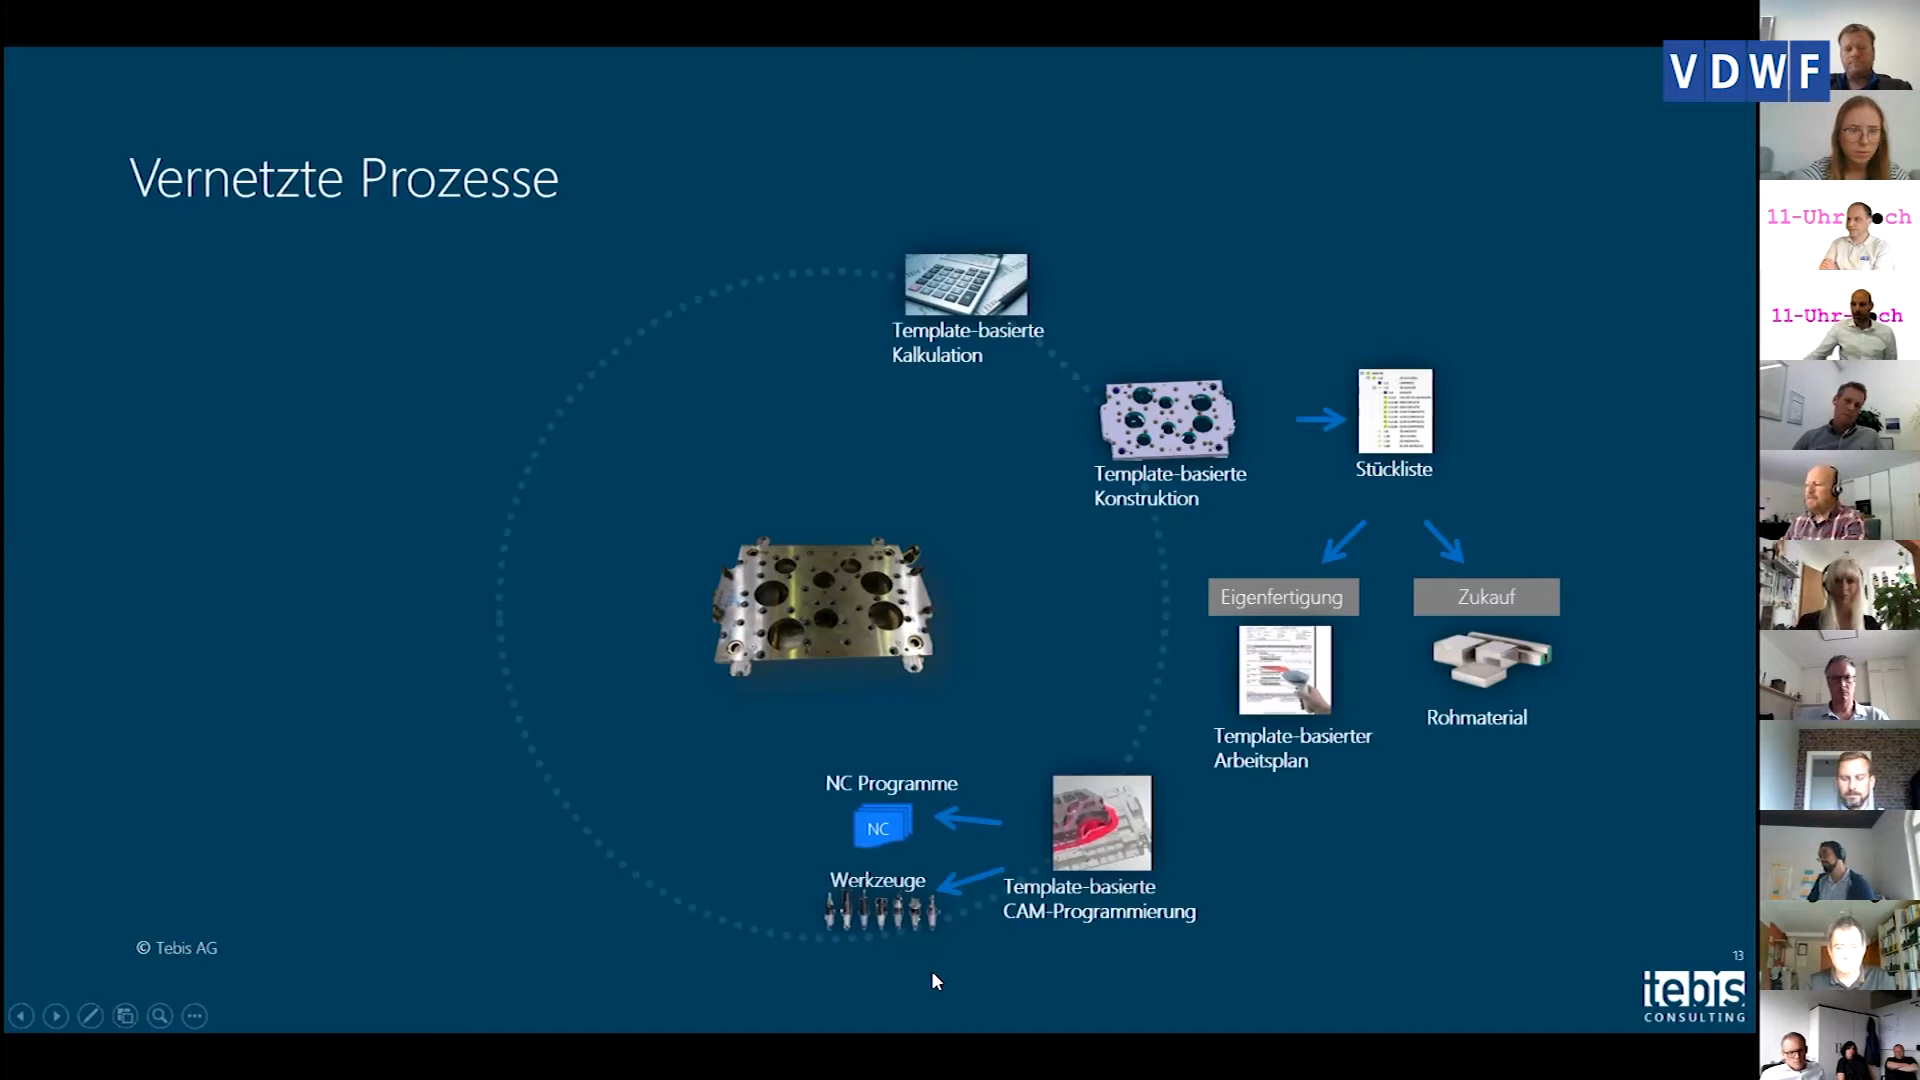 VDWF
Vernetzte Prozesse
Template-basierte
Kalkulation
Template-basierte
Konstruktion
Stückliste
Eigenfertigung
Zukauf
Template-basierter
Arbeitsplan
Rohmaterial
NC Programme
NC
Werkzeuge
Template-basierte
CAM-Programmierung
© Tebis AG
13
tebis
CONSULTING
11-Uhr
ch
11-Uhr-
ch